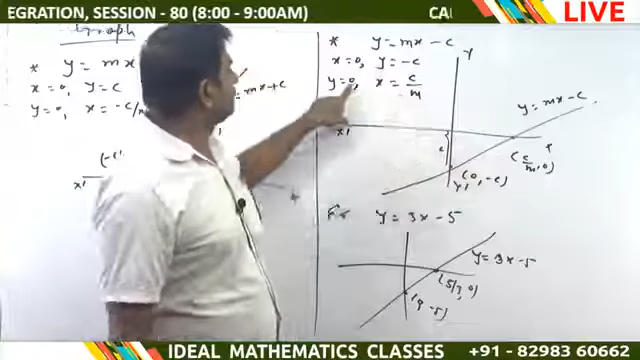 EGRATION, SESSION - 80 (8:00 - 9:00AM)
CA
LIVE
Graph
* y = m
x = 0, y = c
y = 0, x = -c/m
= mx + c
(-c/
x'
* y = mx - c
x = 0, y = -c
y = 0, x = c/m
y
y = mx - c
x'
c
(c/m, 0)
(0, -c)
y'
y = 3x - 5
y = 3x - 5
(5/3, 0)
(0, -5)
IDEAL MATHEMATICS CLASSES +91 - 82983 60662